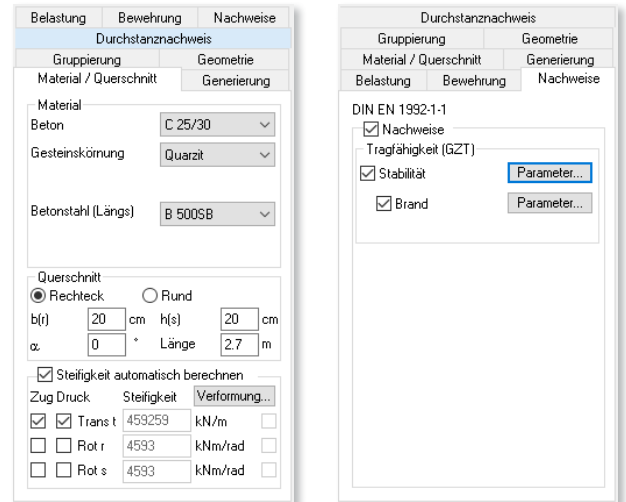 Belastung Bewehrung Nachweise
Durchstanznachweis
Gruppierung Geometrie
Material / Querschnitt Generierung
Material
Beton C 25/30
Gesteinskörnung Quarzit
Betonstahl (Längs) B 500SB
Querschnitt
Rechteck Rund
b(r) 20 cm h(s) 20 cm
α 0 ° Länge 2.7 m
Steifigkeit automatisch berechnen
Zug Druck Steifigkeit Verformung...
Trans t 459259 kN/m
Rot r 4593 kNm/rad
Rot s 4593 kNm/rad
Durchstanznachweis
Gruppierung Geometrie
Material / Querschnitt Generierung
Belastung Bewehrung Nachweise
DIN EN 1992-1-1
Nachweise
Tragfähigkeit (GZT)
Stabilität Parameter...
Brand Parameter...